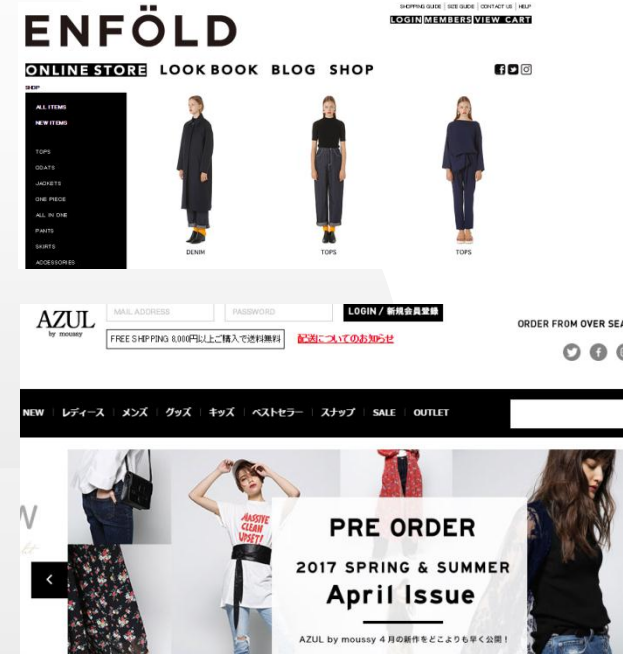 SHOPPING GUIDE | SIZE GUIDE | CONTACT US | HELP
ENFÖLD
LOGIN MEMBERS VIEW CART
ONLINE STORE LOOK BOOK BLOG SHOP
SHOP
ALL ITEMS
NEW ITEMS
TOPS
COATS
JACKETS
ONE PIECE
ALL IN ONE
PANTS
SKIRTS
ACCESSORIES
DENIM
TOPS
TOPS
AZUL
by moussy
MAIL ADDRESS
PASSWORD
LOGIN / 新規会員登録
FREE SHIPPING 8,000円以上ご購入で送料無料
配送についてのお知らせ
ORDER FROM OVER SEA
NEW レディース メンズ グッズ キッズ ベストセラー スナップ SALE OUTLET
MASSIVE
CLEAN
UPSET!
PRE ORDER
2017 SPRING & SUMMER
April Issue
AZUL by moussy 4月の新作をどこよりも早く公開!